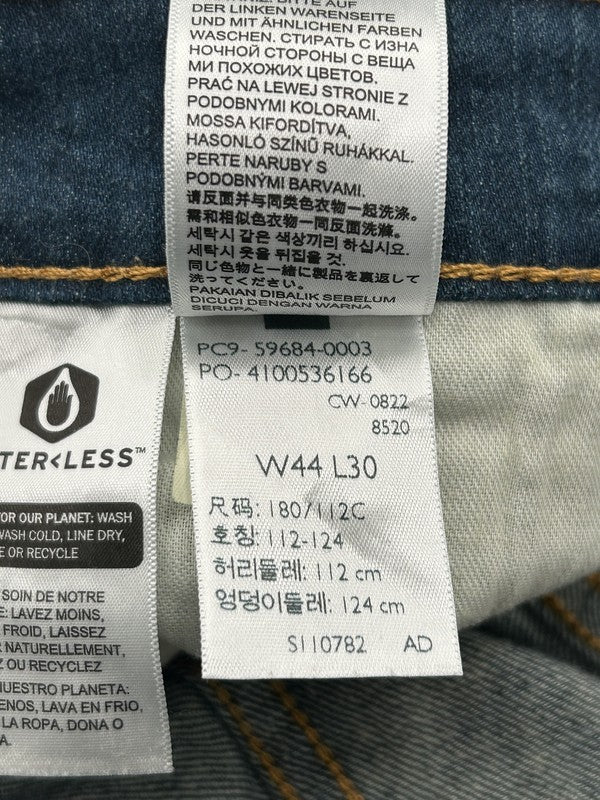 BITTE AUF
DER LINKEN WARENSEITE
UND MIT ÄHNLICHEN FARBEN
WASCHEN. СТИРАТЬ С ИЗНА
НОЧНОЙ СТОРОНЫ С ВЕЩА
МИ ПОХОЖИХ ЦВЕТОВ.
PRAĆ NA LEWEJ STRONIE Z
PODOBNYMI KOLORAMI.
MOSSA KIFORDÍTVA,
HASONLÓ SZÍNŰ RUHÁKKAL.
PERTE NARUBY S
PODOBNÝMI BARVAMI.
请反面并与同类色衣物一起洗涤。
需和相似色衣物一同反面洗滌。
세탁시 같은 색상끼리 하십시요.
세탁시 옷을 뒤집을 것.
同じ色物と一緒に製品を裏返して
洗ってください。
PAKAIAN DIBALIK SEBELUM
DICUCI DENGAN WARNA
SERUPA.
PC9- 59684-0003
PO- 4100536166
CW- 0822
8520
W44 L30
尺码: 180/112C
호칭: 112-124
허리둘레: 112 cm
엉덩이둘레: 124 cm
S110782 AD
TER<LESS™
FOR OUR PLANET: WASH
WASH COLD, LINE DRY,
OR RECYCLE
SOIN DE NOTRE
LAVEZ MOINS,
FROID, LAISSEZ
NATURELLEMENT,
OU RECYCLEZ
NUESTRO PLANETA:
LAVA EN FRIO,
LA ROPA, DONA O